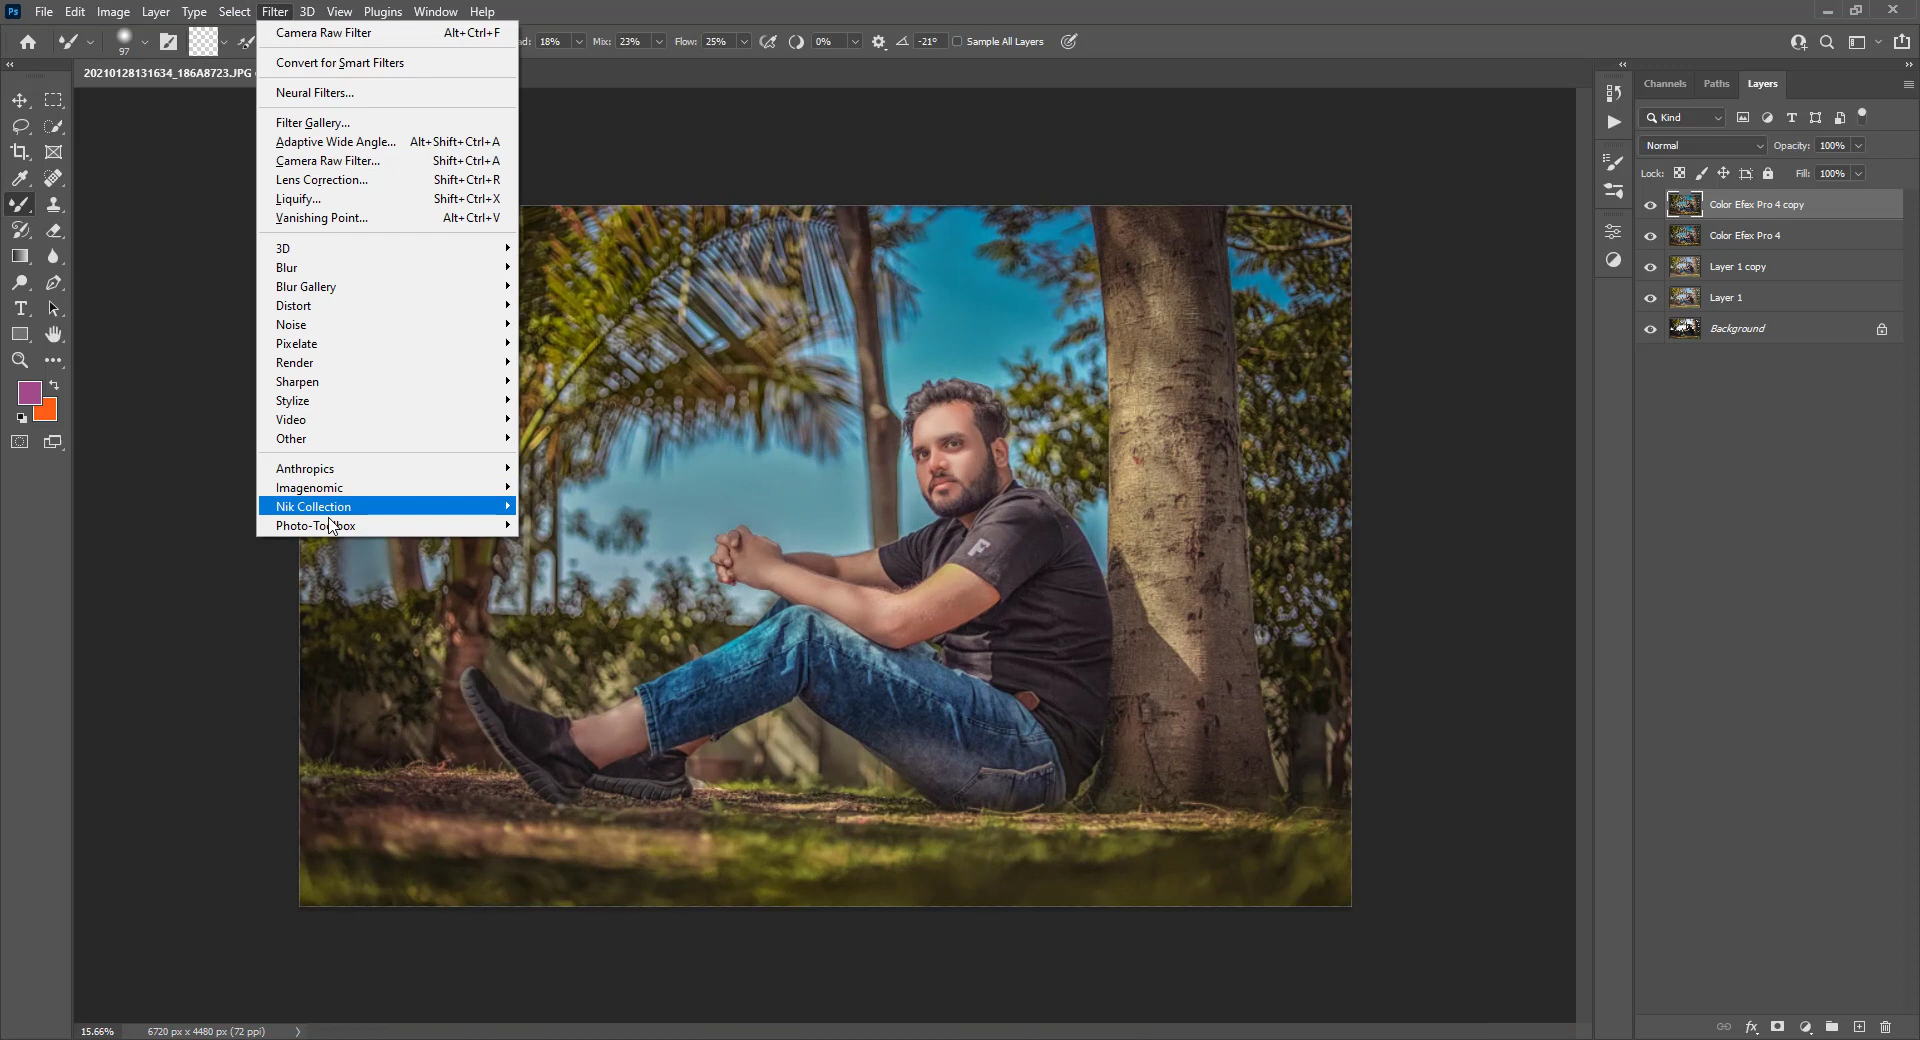 Ps File Edit Image Layer Type Select Filter 3D View Plugins Window Help
97 18% Mix: 23% Flow: 25% 0% -21° Sample All Layers
20210128131634_186A8723.JPG
Camera Raw Filter Alt+Ctrl+F
Convert for Smart Filters
Neural Filters...
Filter Gallery...
Adaptive Wide Angle... Alt+Shift+Ctrl+A
Camera Raw Filter... Shift+Ctrl+A
Lens Correction... Shift+Ctrl+R
Liquify... Shift+Ctrl+X
Vanishing Point... Alt+Ctrl+V
3D
Blur
Blur Gallery
Distort
Noise
Pixelate
Render
Sharpen
Stylize
Video
Other
Anthropics
Imagenomic
Nik Collection
Photo-Toolbox
F
Channels Paths Layers
Kind
Normal Opacity: 100%
Lock: Fill: 100%
Color Efex Pro 4 copy
Color Efex Pro 4
Layer 1 copy
Layer 1
Background
15.66% 6720 px x 4480 px (72 ppi)
fx